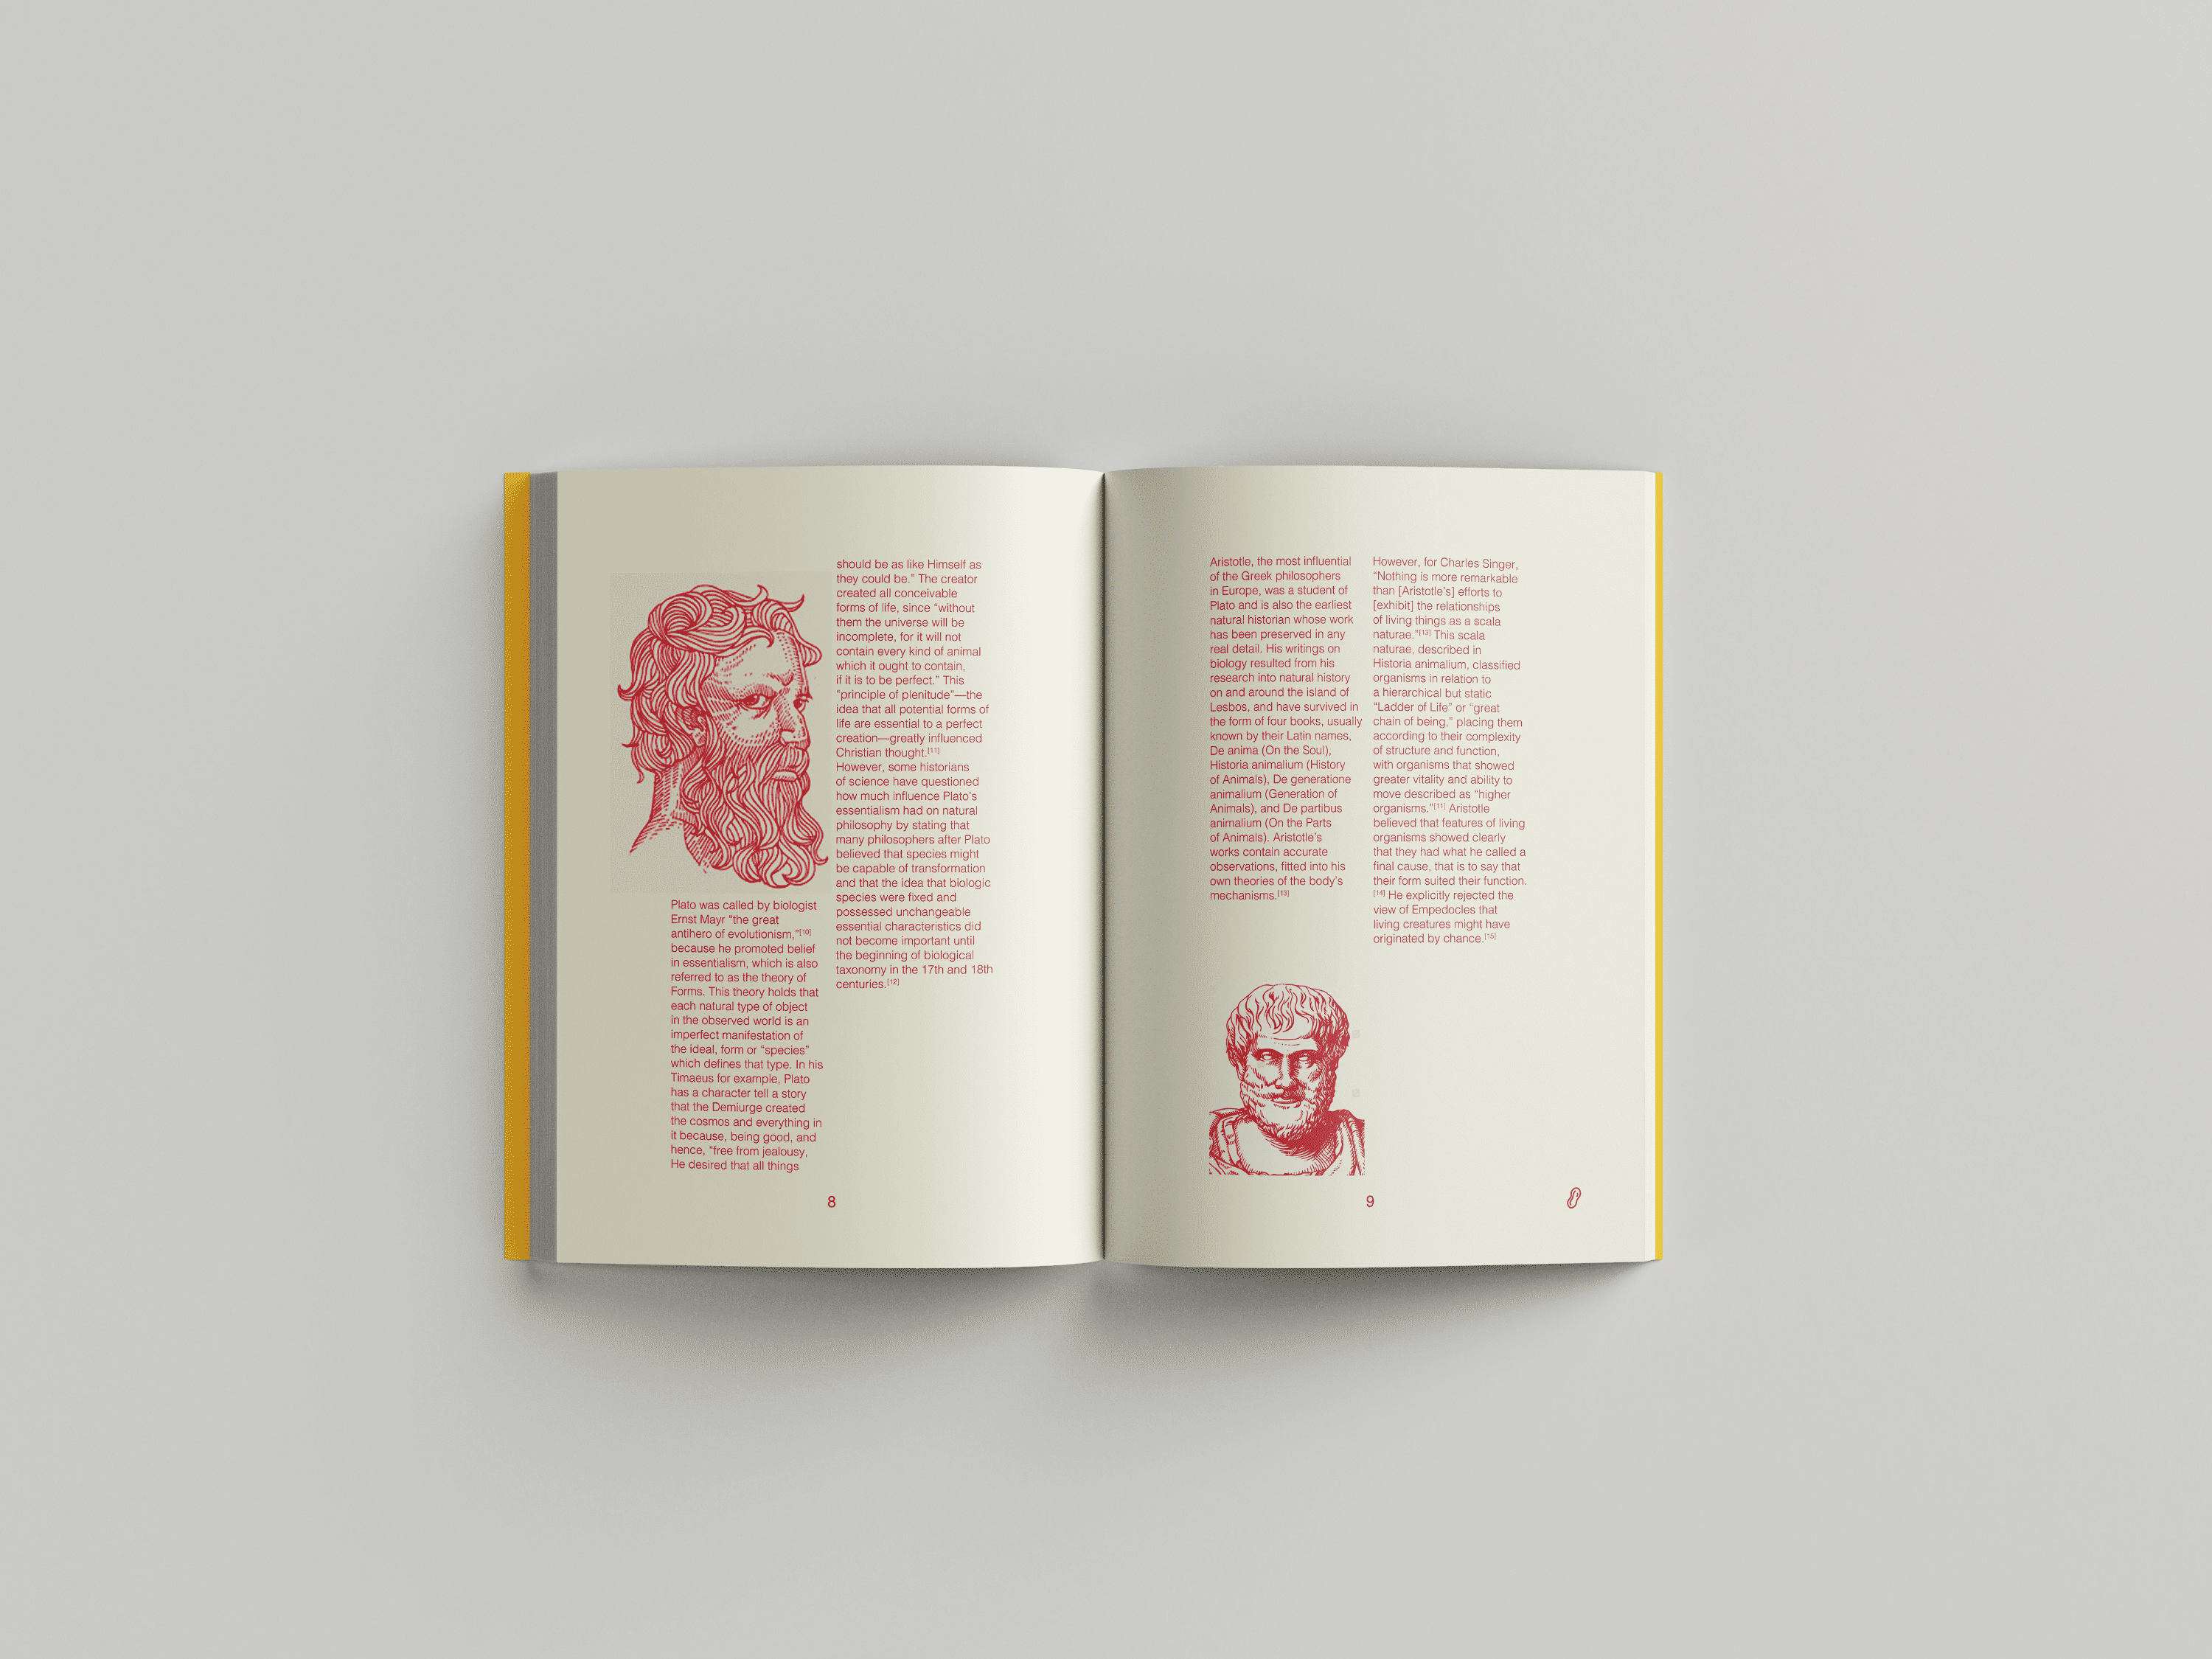 Plato was called by biologist
Ernst Mayr “the great
antihero of evolutionism,”[10]
because he promoted belief
in essentialism, which is also
referred to as the theory of
Forms. This theory holds that
each natural type of object
in the observed world is an
imperfect manifestation of
the ideal, form or “species”
which defines that type. In his
Timaeus for example, Plato
has a character tell a story
that the Demiurge created
the cosmos and everything in
it because, being good, and
hence, “free from jealousy,
He desired that all things
should be as like Himself as
they could be.” The creator
created all conceivable
forms of life, since “without
them the universe will be
incomplete, for it will not
contain every kind of animal
which it ought to contain,
if it is to be perfect.” This
“principle of plenitude”—the
idea that all potential forms of
life are essential to a perfect
creation—greatly influenced
Christian thought.[11]
However, some historians
of science have questioned
how much influence Plato’s
essentialism had on natural
philosophy by stating that
many philosophers after Plato
believed that species might
be capable of transformation
and that the idea that biologic
species were fixed and
possessed unchangeable
essential characteristics did
not become important until
the beginning of biological
taxonomy in the 17th and 18th
centuries.[12]
8
Aristotle, the most influential
of the Greek philosophers
in Europe, was a student of
Plato and is also the earliest
natural historian whose work
has been preserved in any
real detail. His writings on
biology resulted from his
research into natural history
on and around the island of
Lesbos, and have survived in
the form of four books, usually
known by their Latin names,
De anima (On the Soul),
Historia animalium (History
of Animals), De generatione
animalium (Generation of
Animals), and De partibus
animalium (On the Parts
of Animals). Aristotle’s
works contain accurate
observations, fitted into his
own theories of the body’s
mechanisms.[13]
However, for Charles Singer,
“Nothing is more remarkable
than [Aristotle’s] efforts to
[exhibit] the relationships
of living things as a scala
naturae.”[13] This scala
naturae, described in
Historia animalium, classified
organisms in relation to
a hierarchical but static
“Ladder of Life” or “great
chain of being,” placing them
according to their complexity
of structure and function,
with organisms that showed
greater vitality and ability to
move described as “higher
organisms.”[11] Aristotle
believed that features of living
organisms showed clearly
that they had what he called a
final cause, that is to say that
their form suited their function.
[14] He explicitly rejected the
view of Empedocles that
living creatures might have
originated by chance.[15]
9